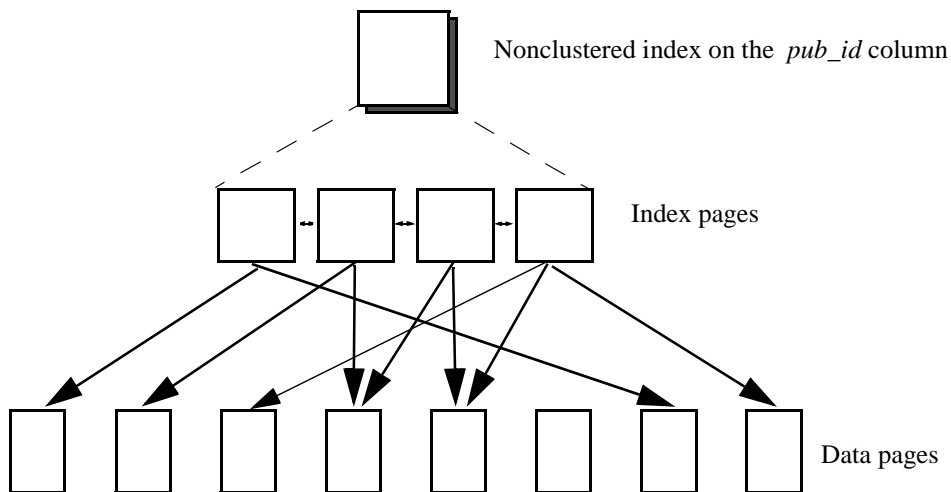 Nonclustered index on the pub_id column
Index pages
Data pages